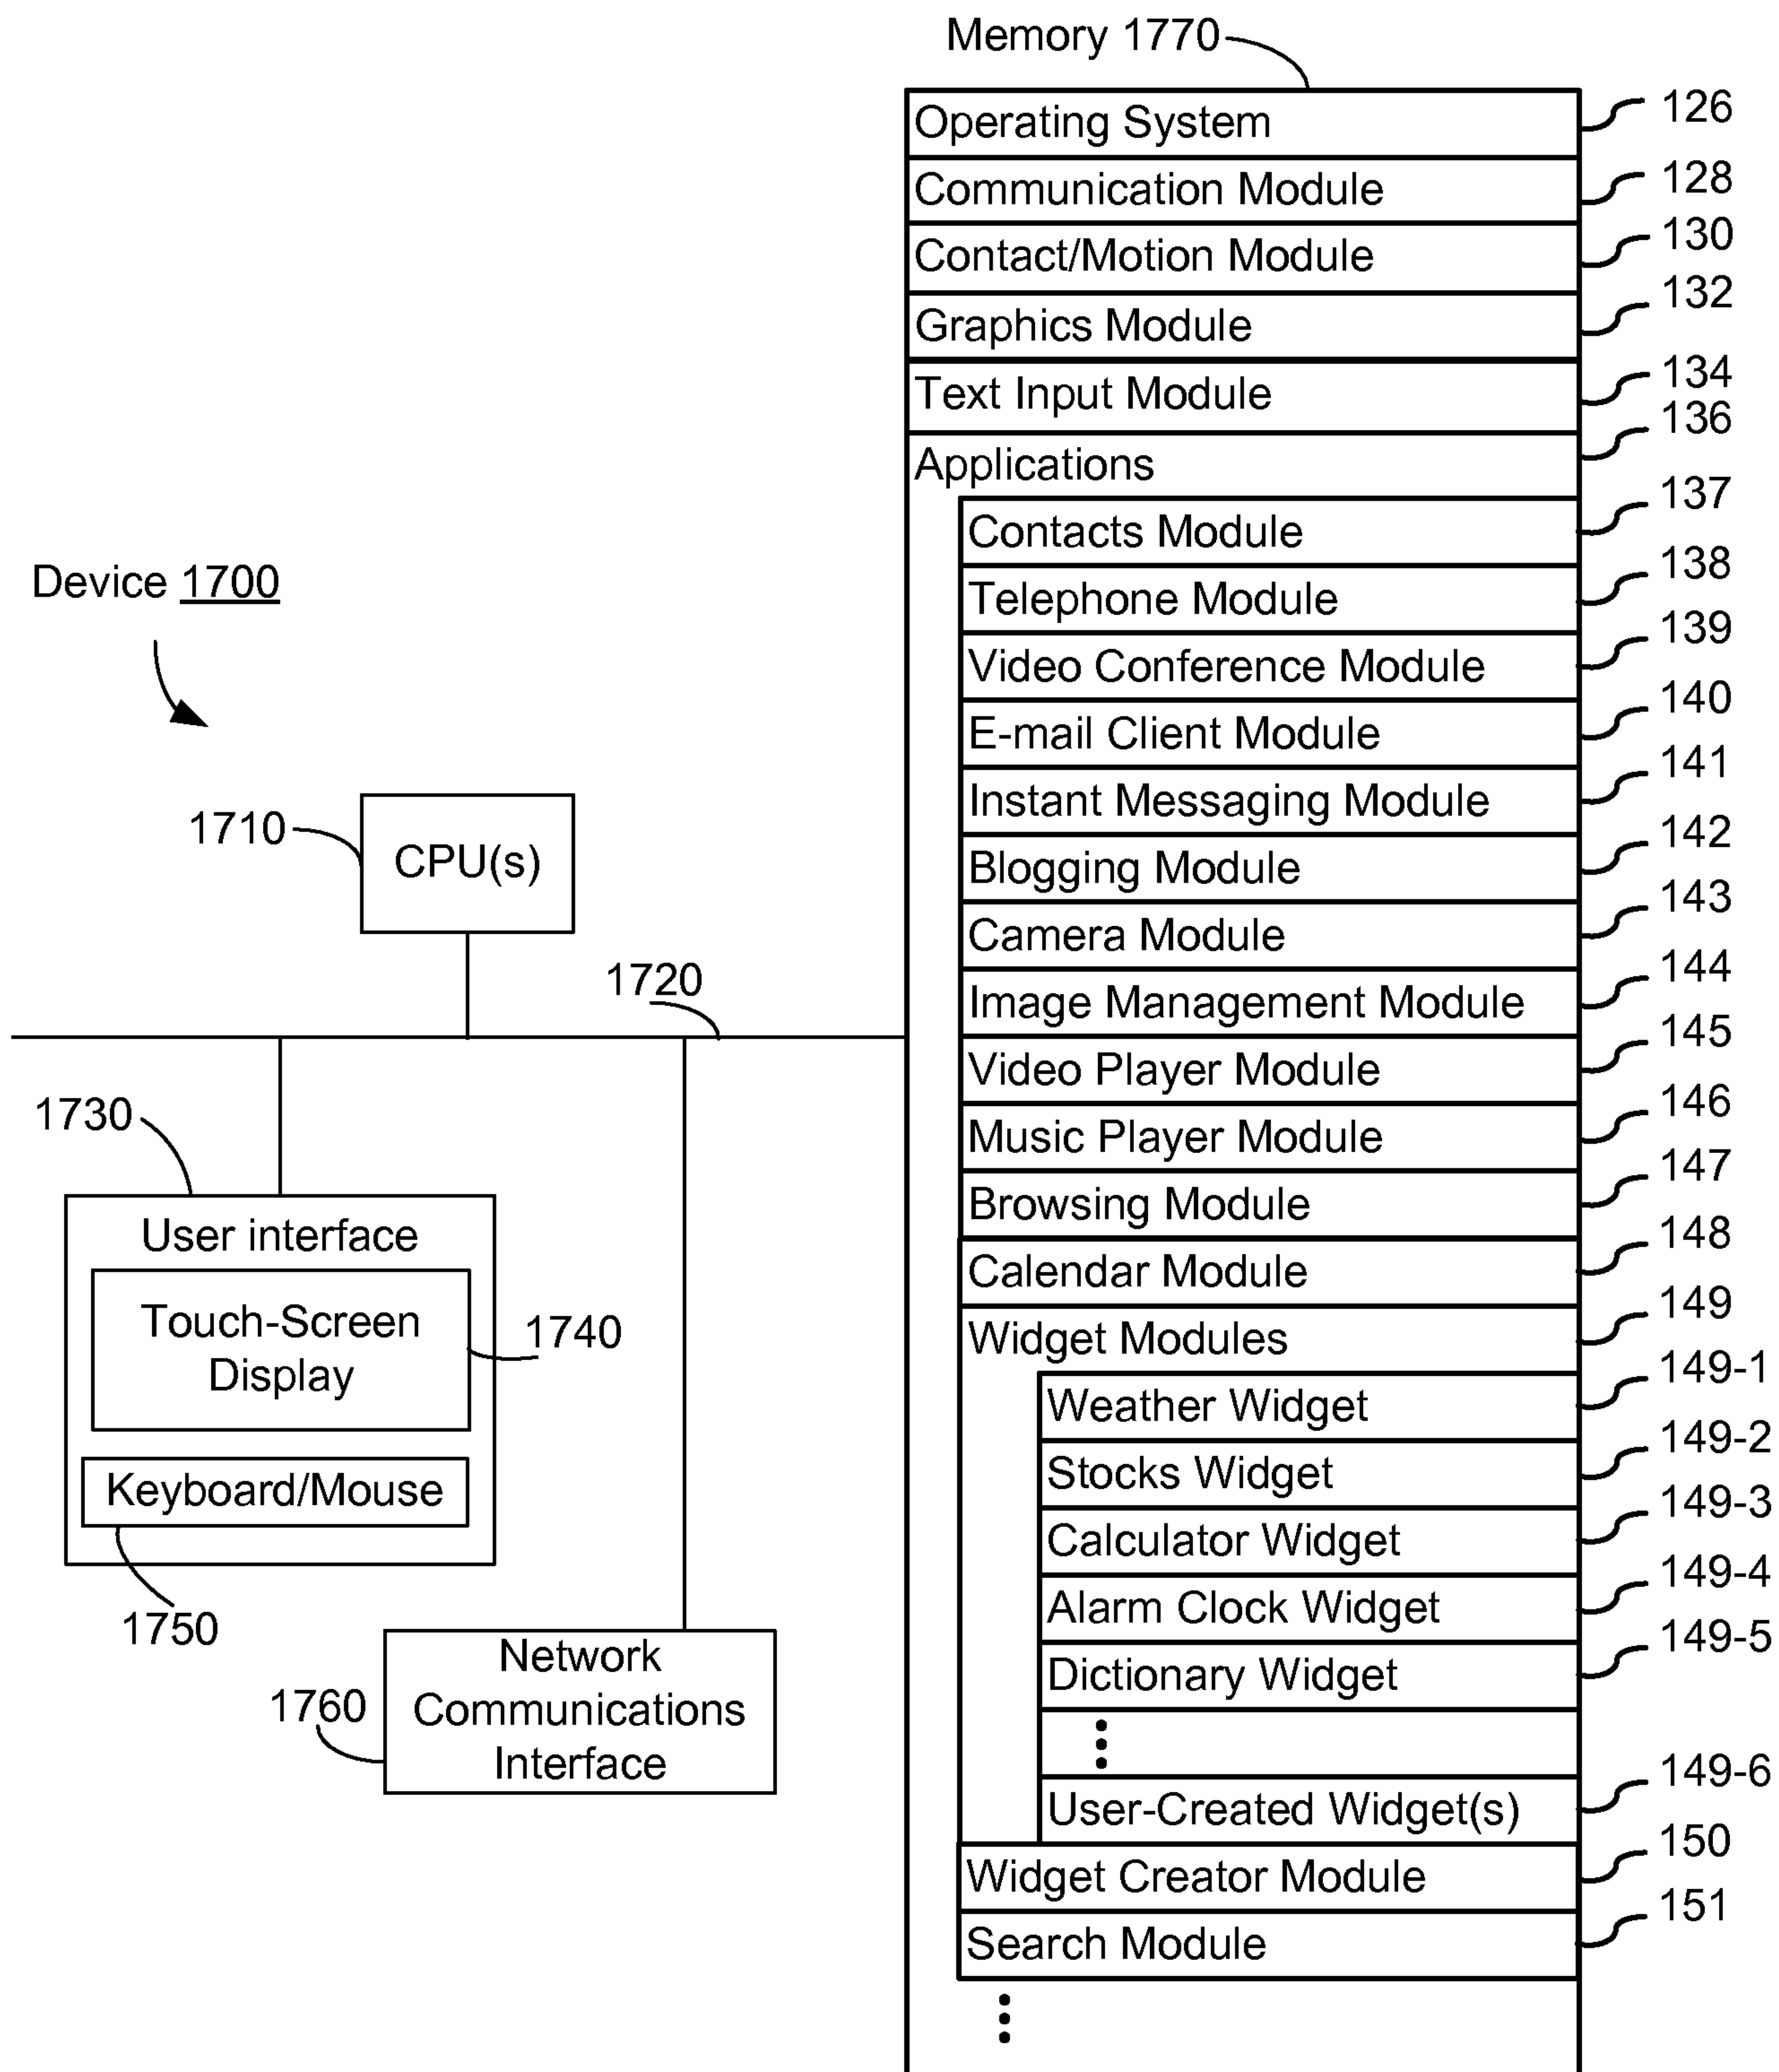 Memory 1770
Operating System
126
Communication Module
128
Contact/Motion Module
130
Graphics Module
132
Text Input Module
134
Applications
136
Contacts Module
137
Telephone Module
138
Video Conference Module
139
E-mail Client Module
140
Instant Messaging Module
141
Blogging Module
142
Camera Module
143
Image Management Module
144
Video Player Module
145
Music Player Module
146
Browsing Module
147
Calendar Module
148
Widget Modules
149
Weather Widget
149-1
Stocks Widget
149-2
Calculator Widget
149-3
Alarm Clock Widget
149-4
Dictionary Widget
149-5
User-Created Widget(s)
149-6
Widget Creator Module
150
Search Module
151
Device 1700
1710
CPU(s)
1720
1730
User interface
Touch-Screen
Display
1740
Keyboard/Mouse
1750
Network
Communications
Interface
1760